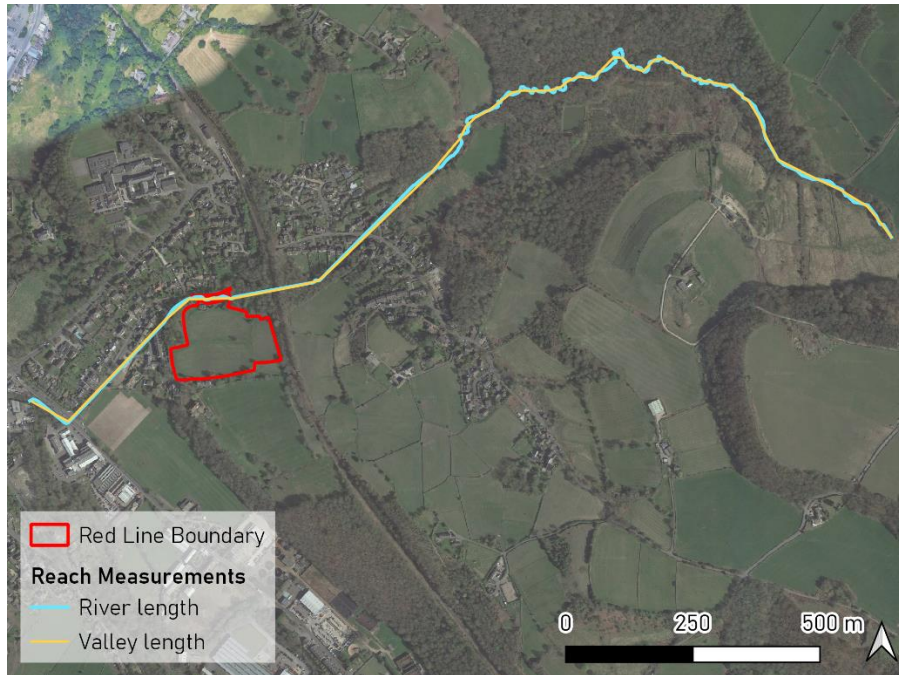 Red Line Boundary
Reach Measurements
River length
Valley length
0 250 500 m